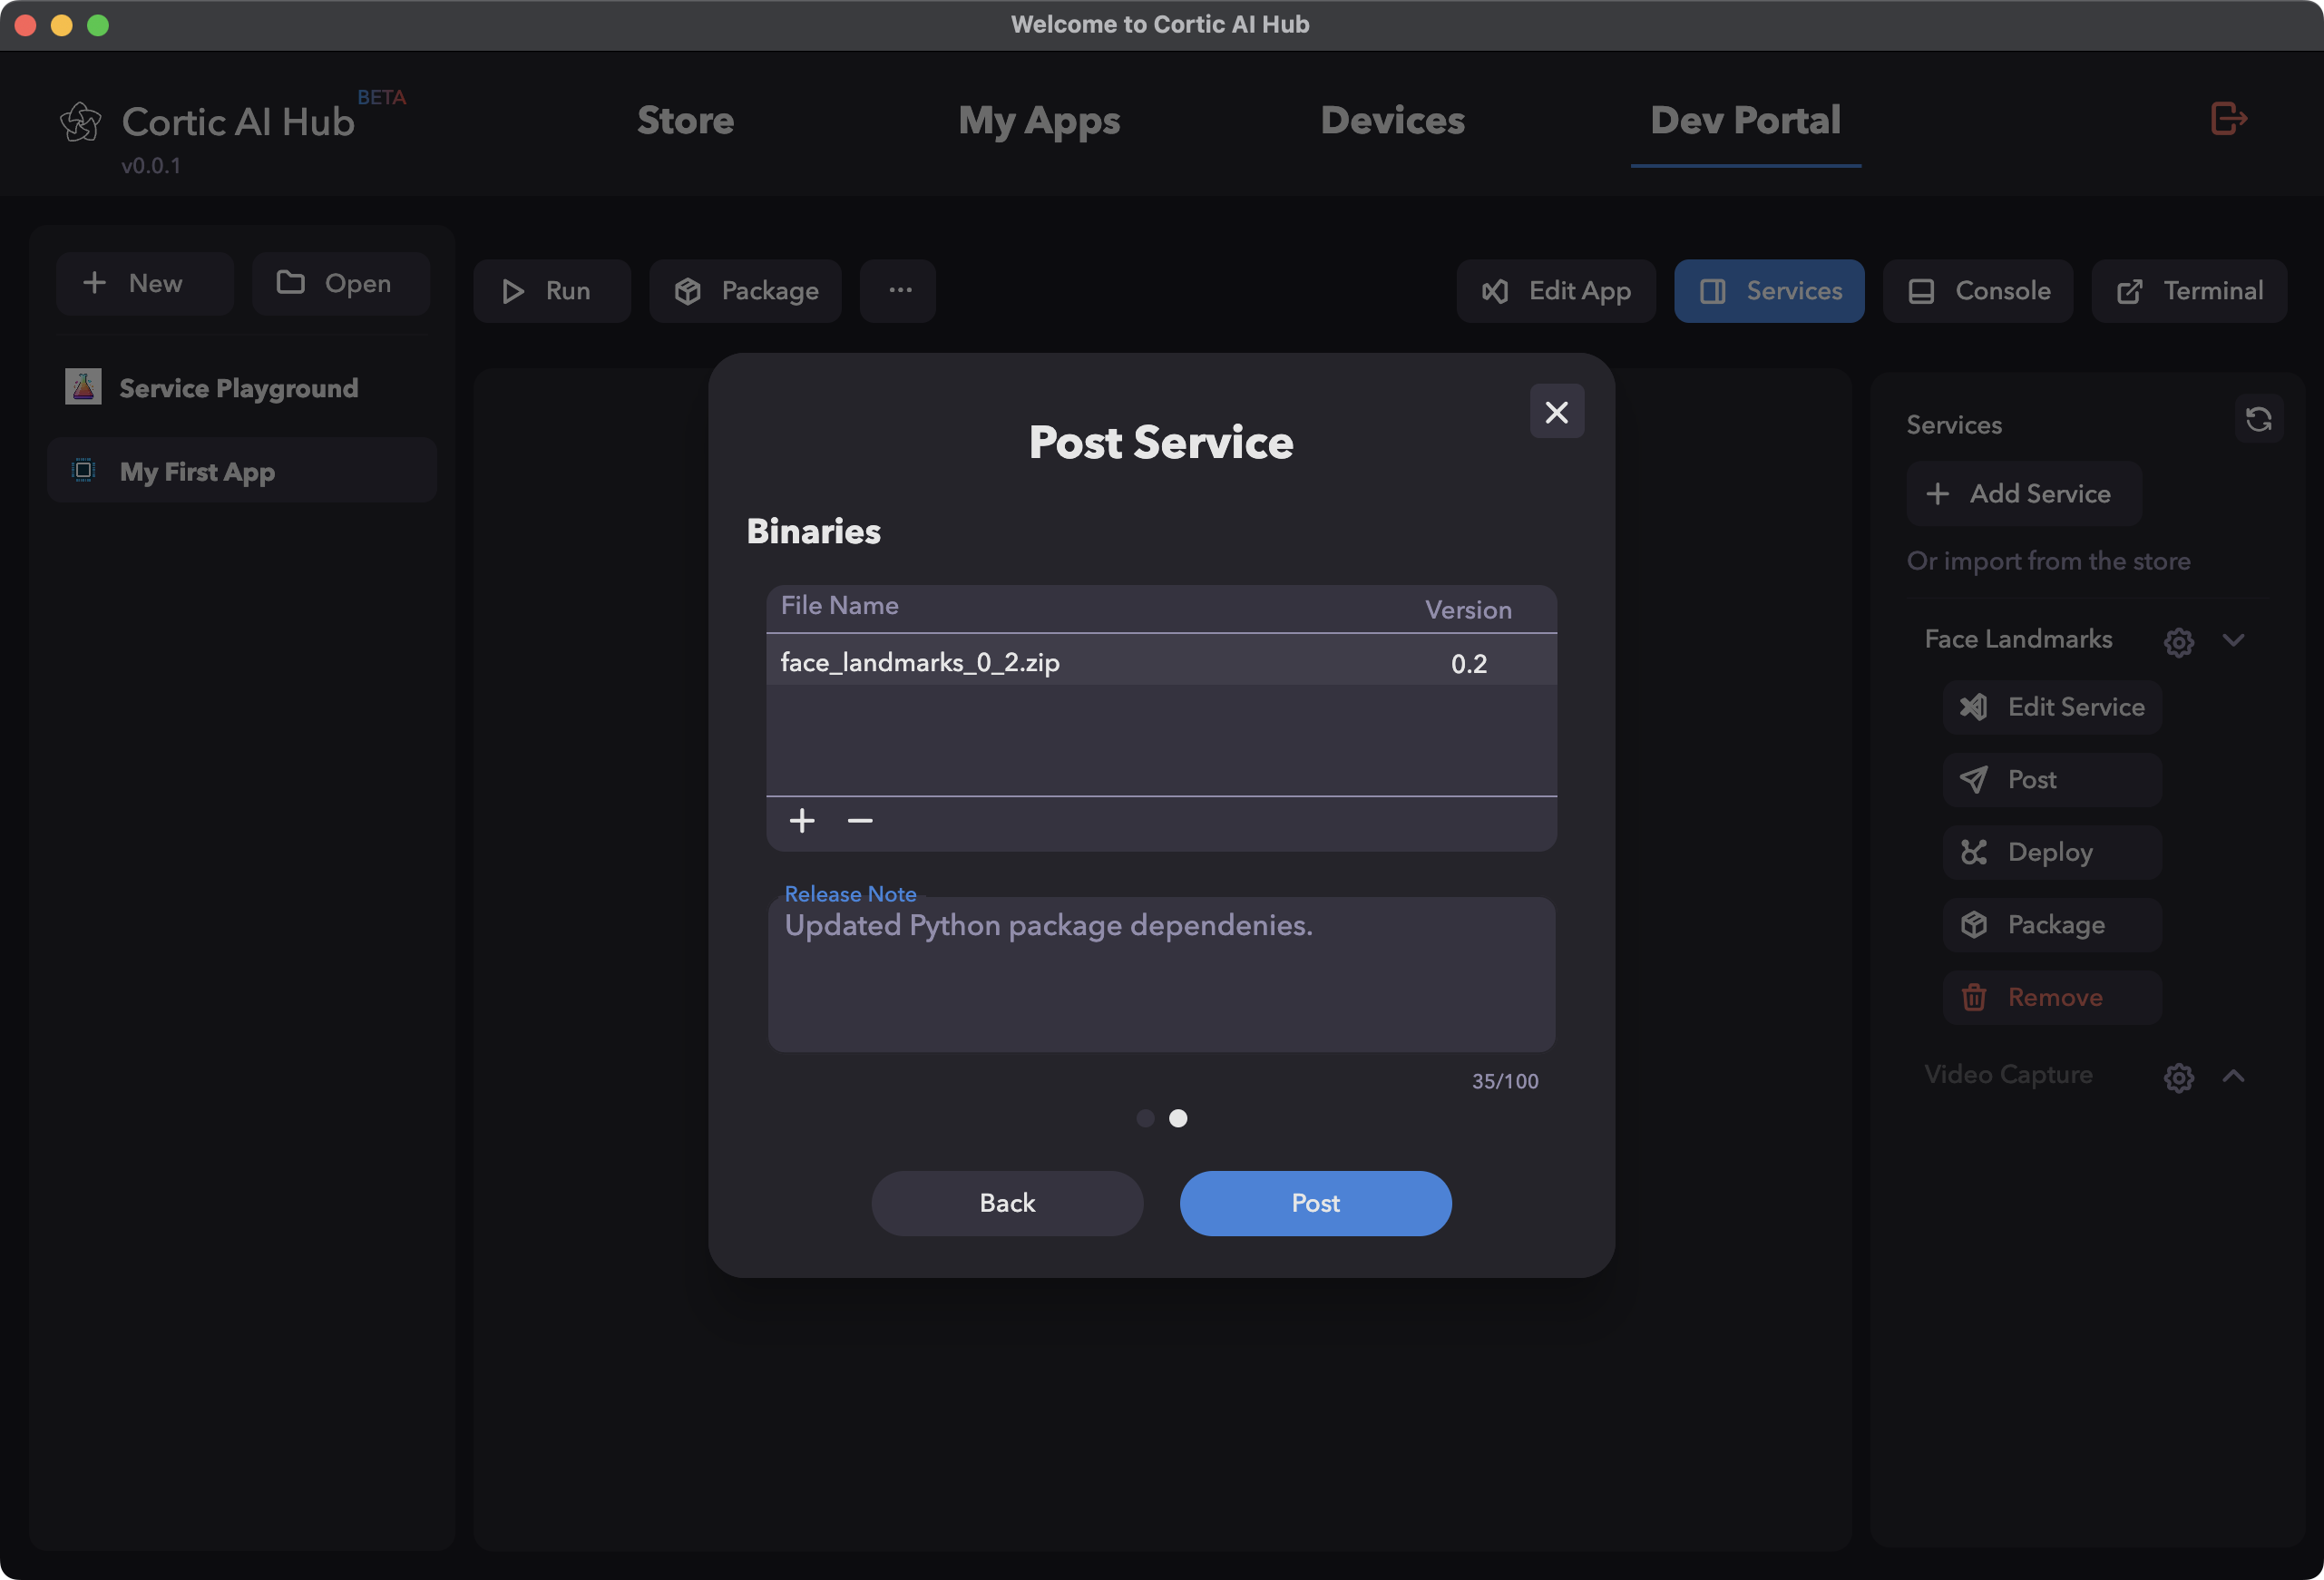 Welcome to Cortic AI Hub
Cortic AI Hub BETA
v0.0.1
Store
My Apps
Devices
Dev Portal
New
Open
Service Playground
My First App
Run
Package
Edit App
Services
Console
Terminal
Post Service
Binaries
File Name Version
face_landmarks_0_2.zip 0.2
Release Note
Updated Python package dependenies.
35/100
Back
Post
Services
Add Service
Or import from the store
Face Landmarks
Edit Service
Post
Deploy
Package
Remove
Video Capture